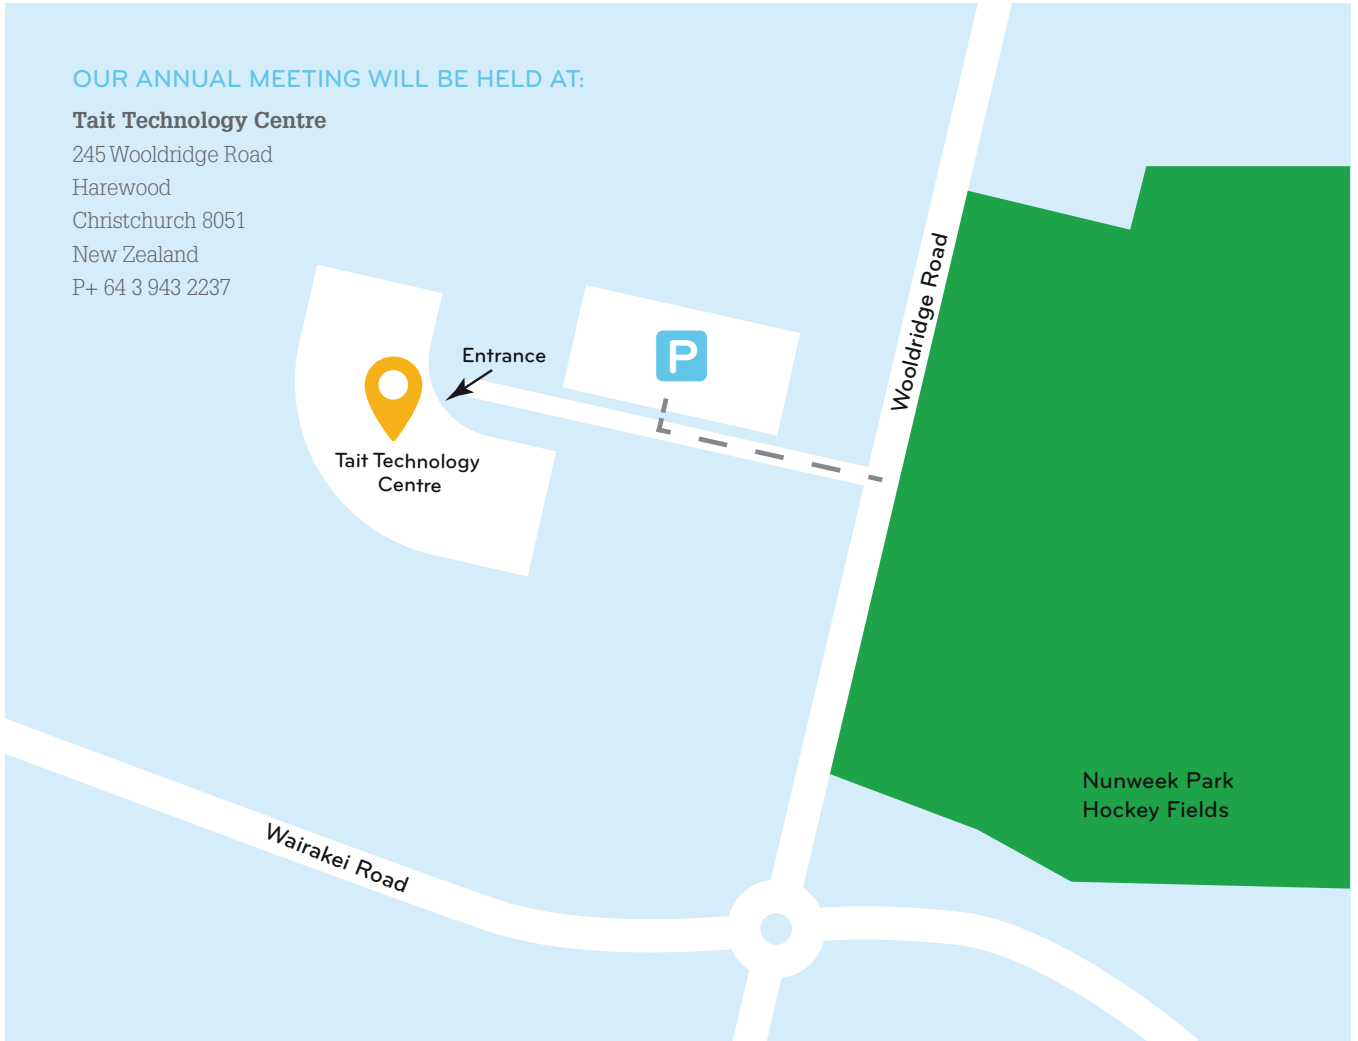 OUR ANNUAL MEETING WILL BE HELD AT:
Tait Technology Centre
245 Wooldridge Road
Harewood
Christchurch 8051
New Zealand
P+ 64 3 943 2237
Wooldridge Road
P
Entrance
Tait Technology
Centre
Nunweek Park
Hockey Fields
Wairakei Road